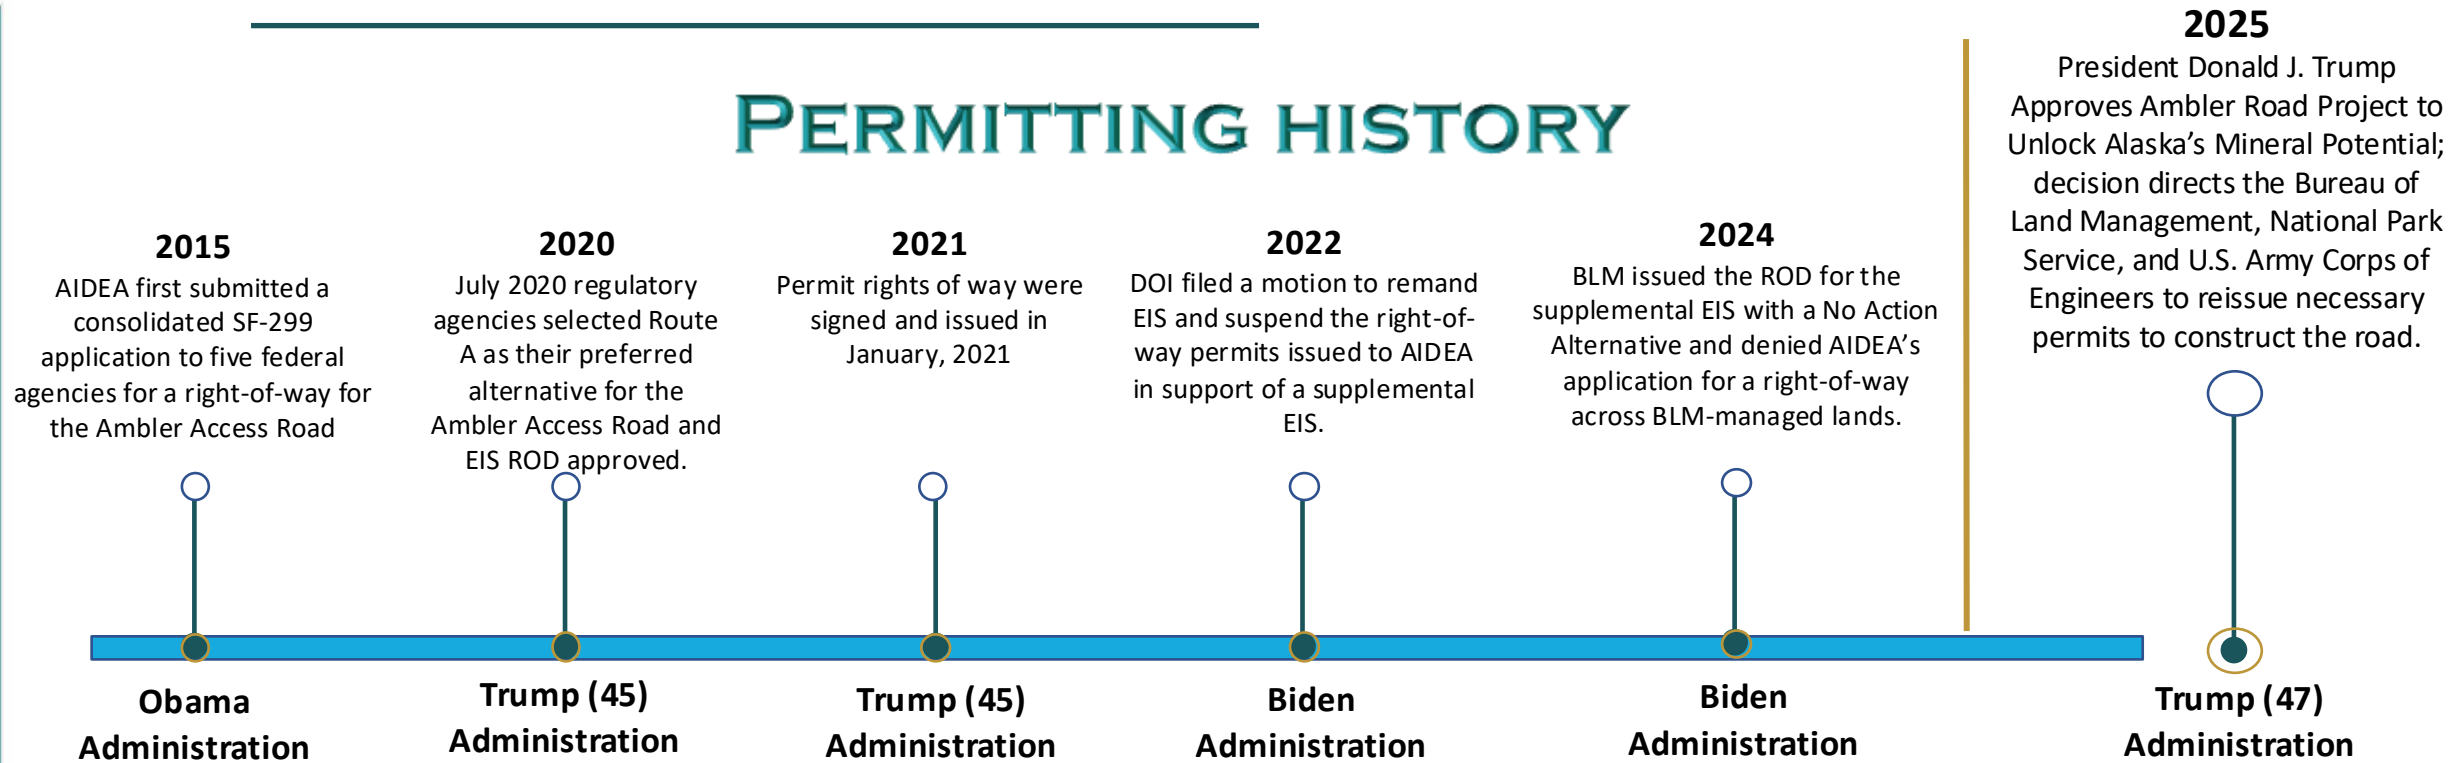 PERMITTING HISTORY
2015
AIDEA first submitted a
consolidated SF-299
application to five federal
agencies for a right-of-way for
the Ambler Access Road
Obama
Administration
2020
July 2020 regulatory
agencies selected Route
A as their preferred
alternative for the
Ambler Access Road and
EIS ROD approved.
Trump (45)
Administration
2021
Permit rights of way were
signed and issued in
January, 2021
Trump (45)
Administration
2022
DOI filed a motion to remand
EIS and suspend the right-of-
way permits issued to AIDEA
in support of a supplemental
EIS.
Biden
Administration
2024
BLM issued the ROD for the
supplemental EIS with a No Action
Alternative and denied AIDEA’s
application for a right-of-way
across BLM-managed lands.
Biden
Administration
2025
President Donald J. Trump
Approves Ambler Road Project to
Unlock Alaska’s Mineral Potential;
decision directs the Bureau of
Land Management, National Park
Service, and U.S. Army Corps of
Engineers to reissue necessary
permits to construct the road.
Trump (47)
Administration